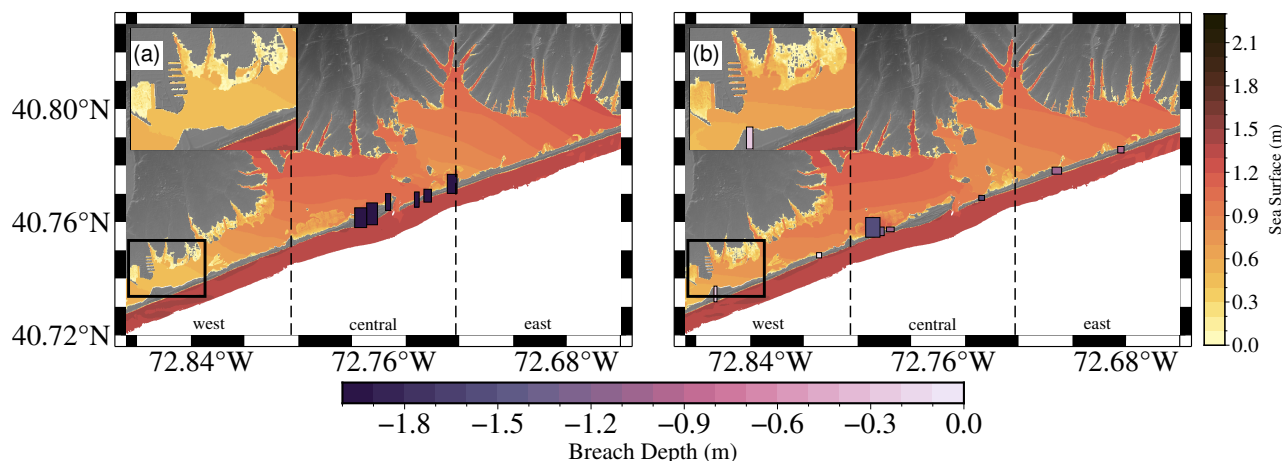 (a)
(b)
40.80°N
40.76°N
40.72°N
west
central
east
west
central
east
72.84°W
72.76°W
72.68°W
72.84°W
72.76°W
72.68°W
2.1
1.8
1.5
1.2
0.9
0.6
0.3
0.0
Sea Surface (m)
−1.8
−1.5
−1.2
−0.9
−0.6
−0.3
0.0
Breach Depth (m)